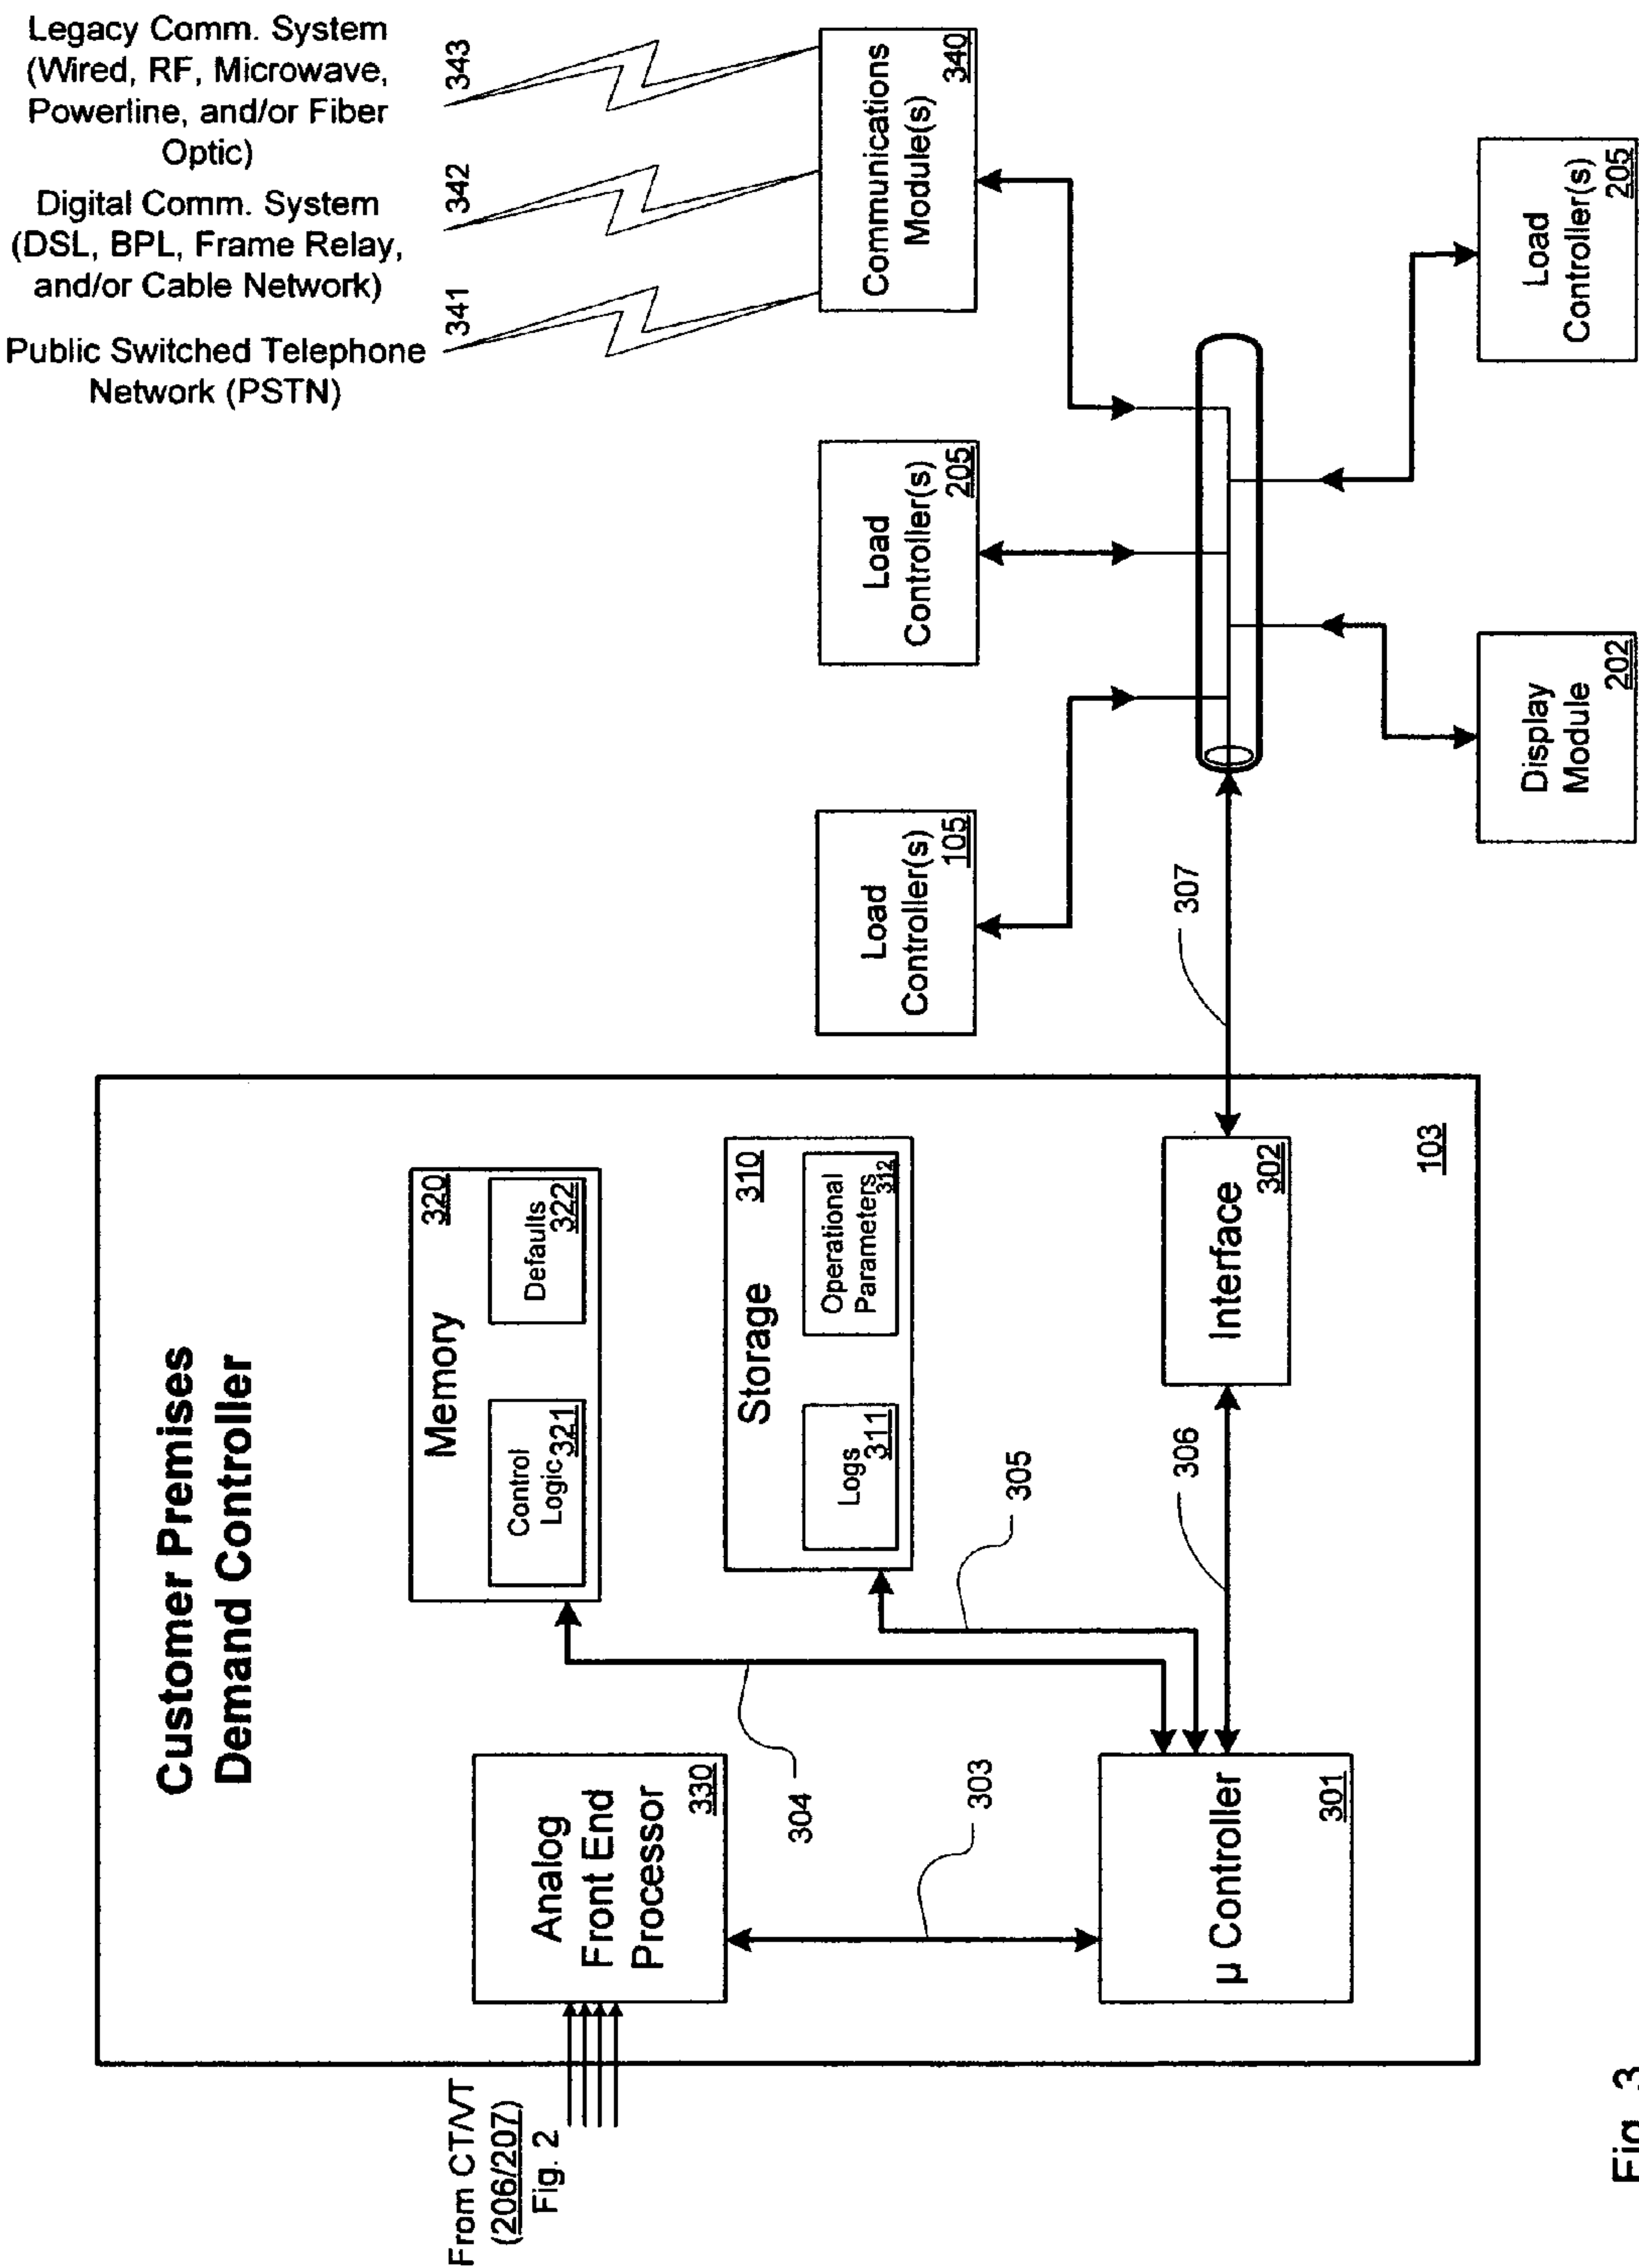 Legacy Comm. System
(Wired, RF, Microwave,
Powerline, and/or Fiber
Optic)
343
Digital Comm. System
(DSL, BPL, Frame Relay,
and/or Cable Network)
342
Public Switched Telephone
Network (PSTN)
341
Communications
Module(s)
340
Load
Controller(s)
205
Load
Controller(s)
205
Load
Controller(s)
105
Display
Module
202
307
Customer Premises
Demand Controller
Memory
320
Control
Logic
321
Defaults
322
Storage
310
Logs
311
Operational
Parameters
312
Interface
302
103
305
306
304
303
Analog
Front End
Processor
330
µ Controller
301
From CT/VT
(206/207)
Fig. 2
Fig. 3